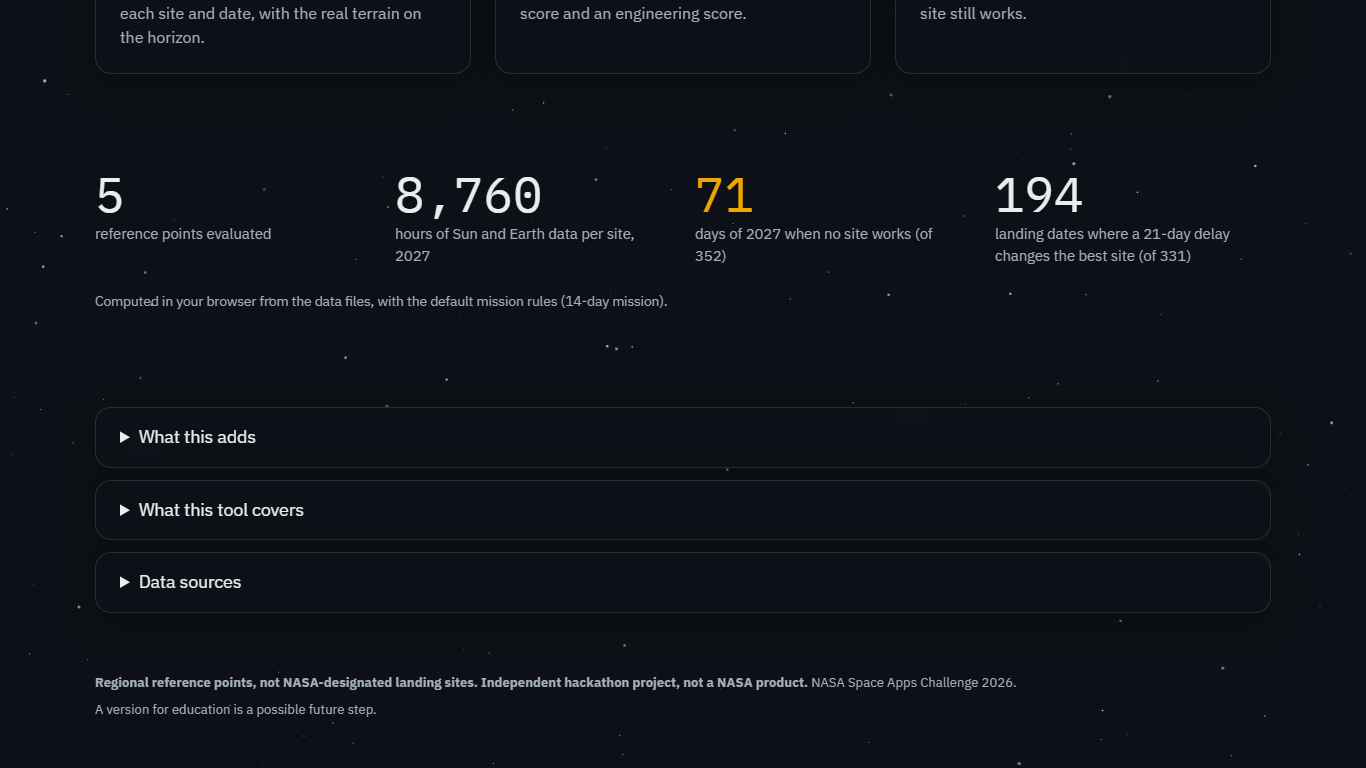 each site and date, with the real terrain on
the horizon.
score and an engineering score.
site still works.
5
reference points evaluated
8,760
hours of Sun and Earth data per site,
2027
71
days of 2027 when no site works (of
352)
194
landing dates where a 21-day delay
changes the best site (of 331)
Computed in your browser from the data files, with the default mission rules (14-day mission).
What this adds
What this tool covers
Data sources
Regional reference points, not NASA-designated landing sites. Independent hackathon project, not a NASA product. NASA Space Apps Challenge 2026.
A version for education is a possible future step.